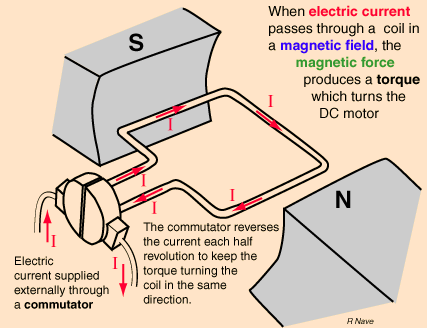 When electric current
passes through a coil in
a magnetic field, the
magnetic force
produces a torque
which turns the
DC motor
S
I
I
I
I
I
N
I
I
The commutator reverses
the current each half
revolution to keep the
torque turning the
coil in the same
direction.
Electric
current supplied
externally through
a commutator
R Nave